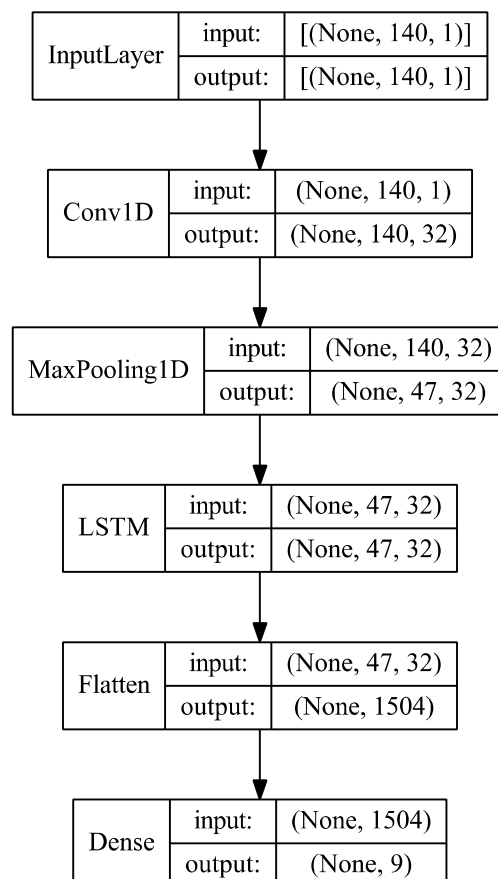 InputLayer
input: [(None, 140, 1)]
output: [(None, 140, 1)]
Conv1D
input: (None, 140, 1)
output: (None, 140, 32)
MaxPooling1D
input: (None, 140, 32)
output: (None, 47, 32)
LSTM
input: (None, 47, 32)
output: (None, 47, 32)
Flatten
input: (None, 47, 32)
output: (None, 1504)
Dense
input: (None, 1504)
output: (None, 9)